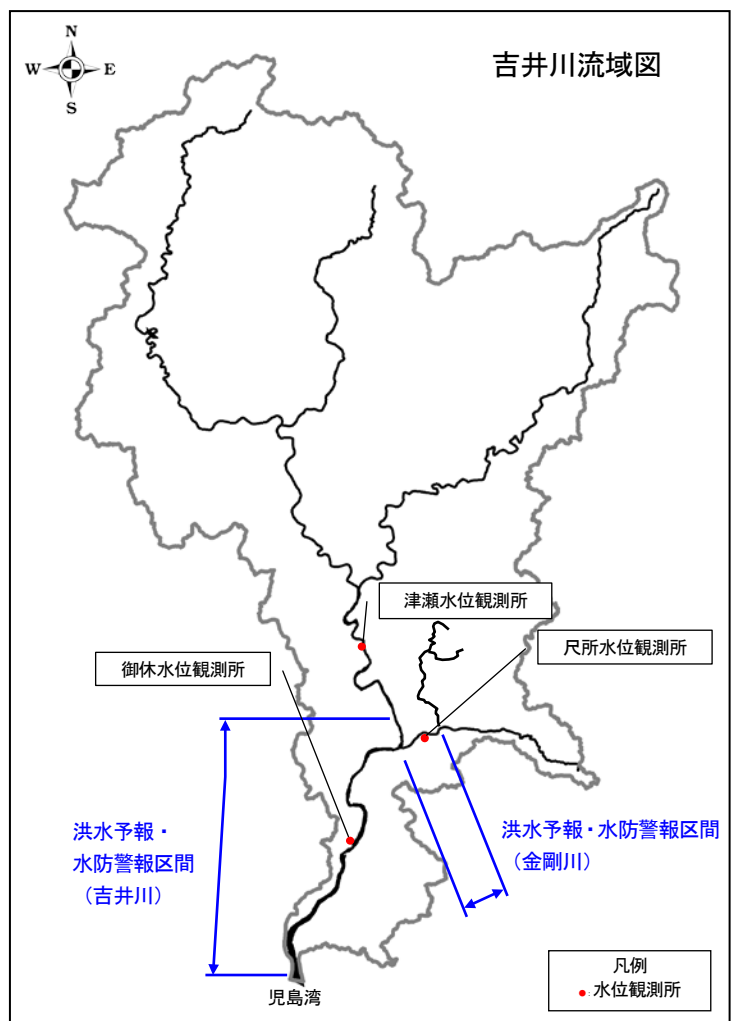 N
W E
S
吉井川流域図
津瀬水位観測所
尺所水位観測所
御休水位観測所
洪水予報・
水防警報区間
（吉井川）
洪水予報・水防警報区間
（金剛川）
児島湾
凡例
：水位観測所